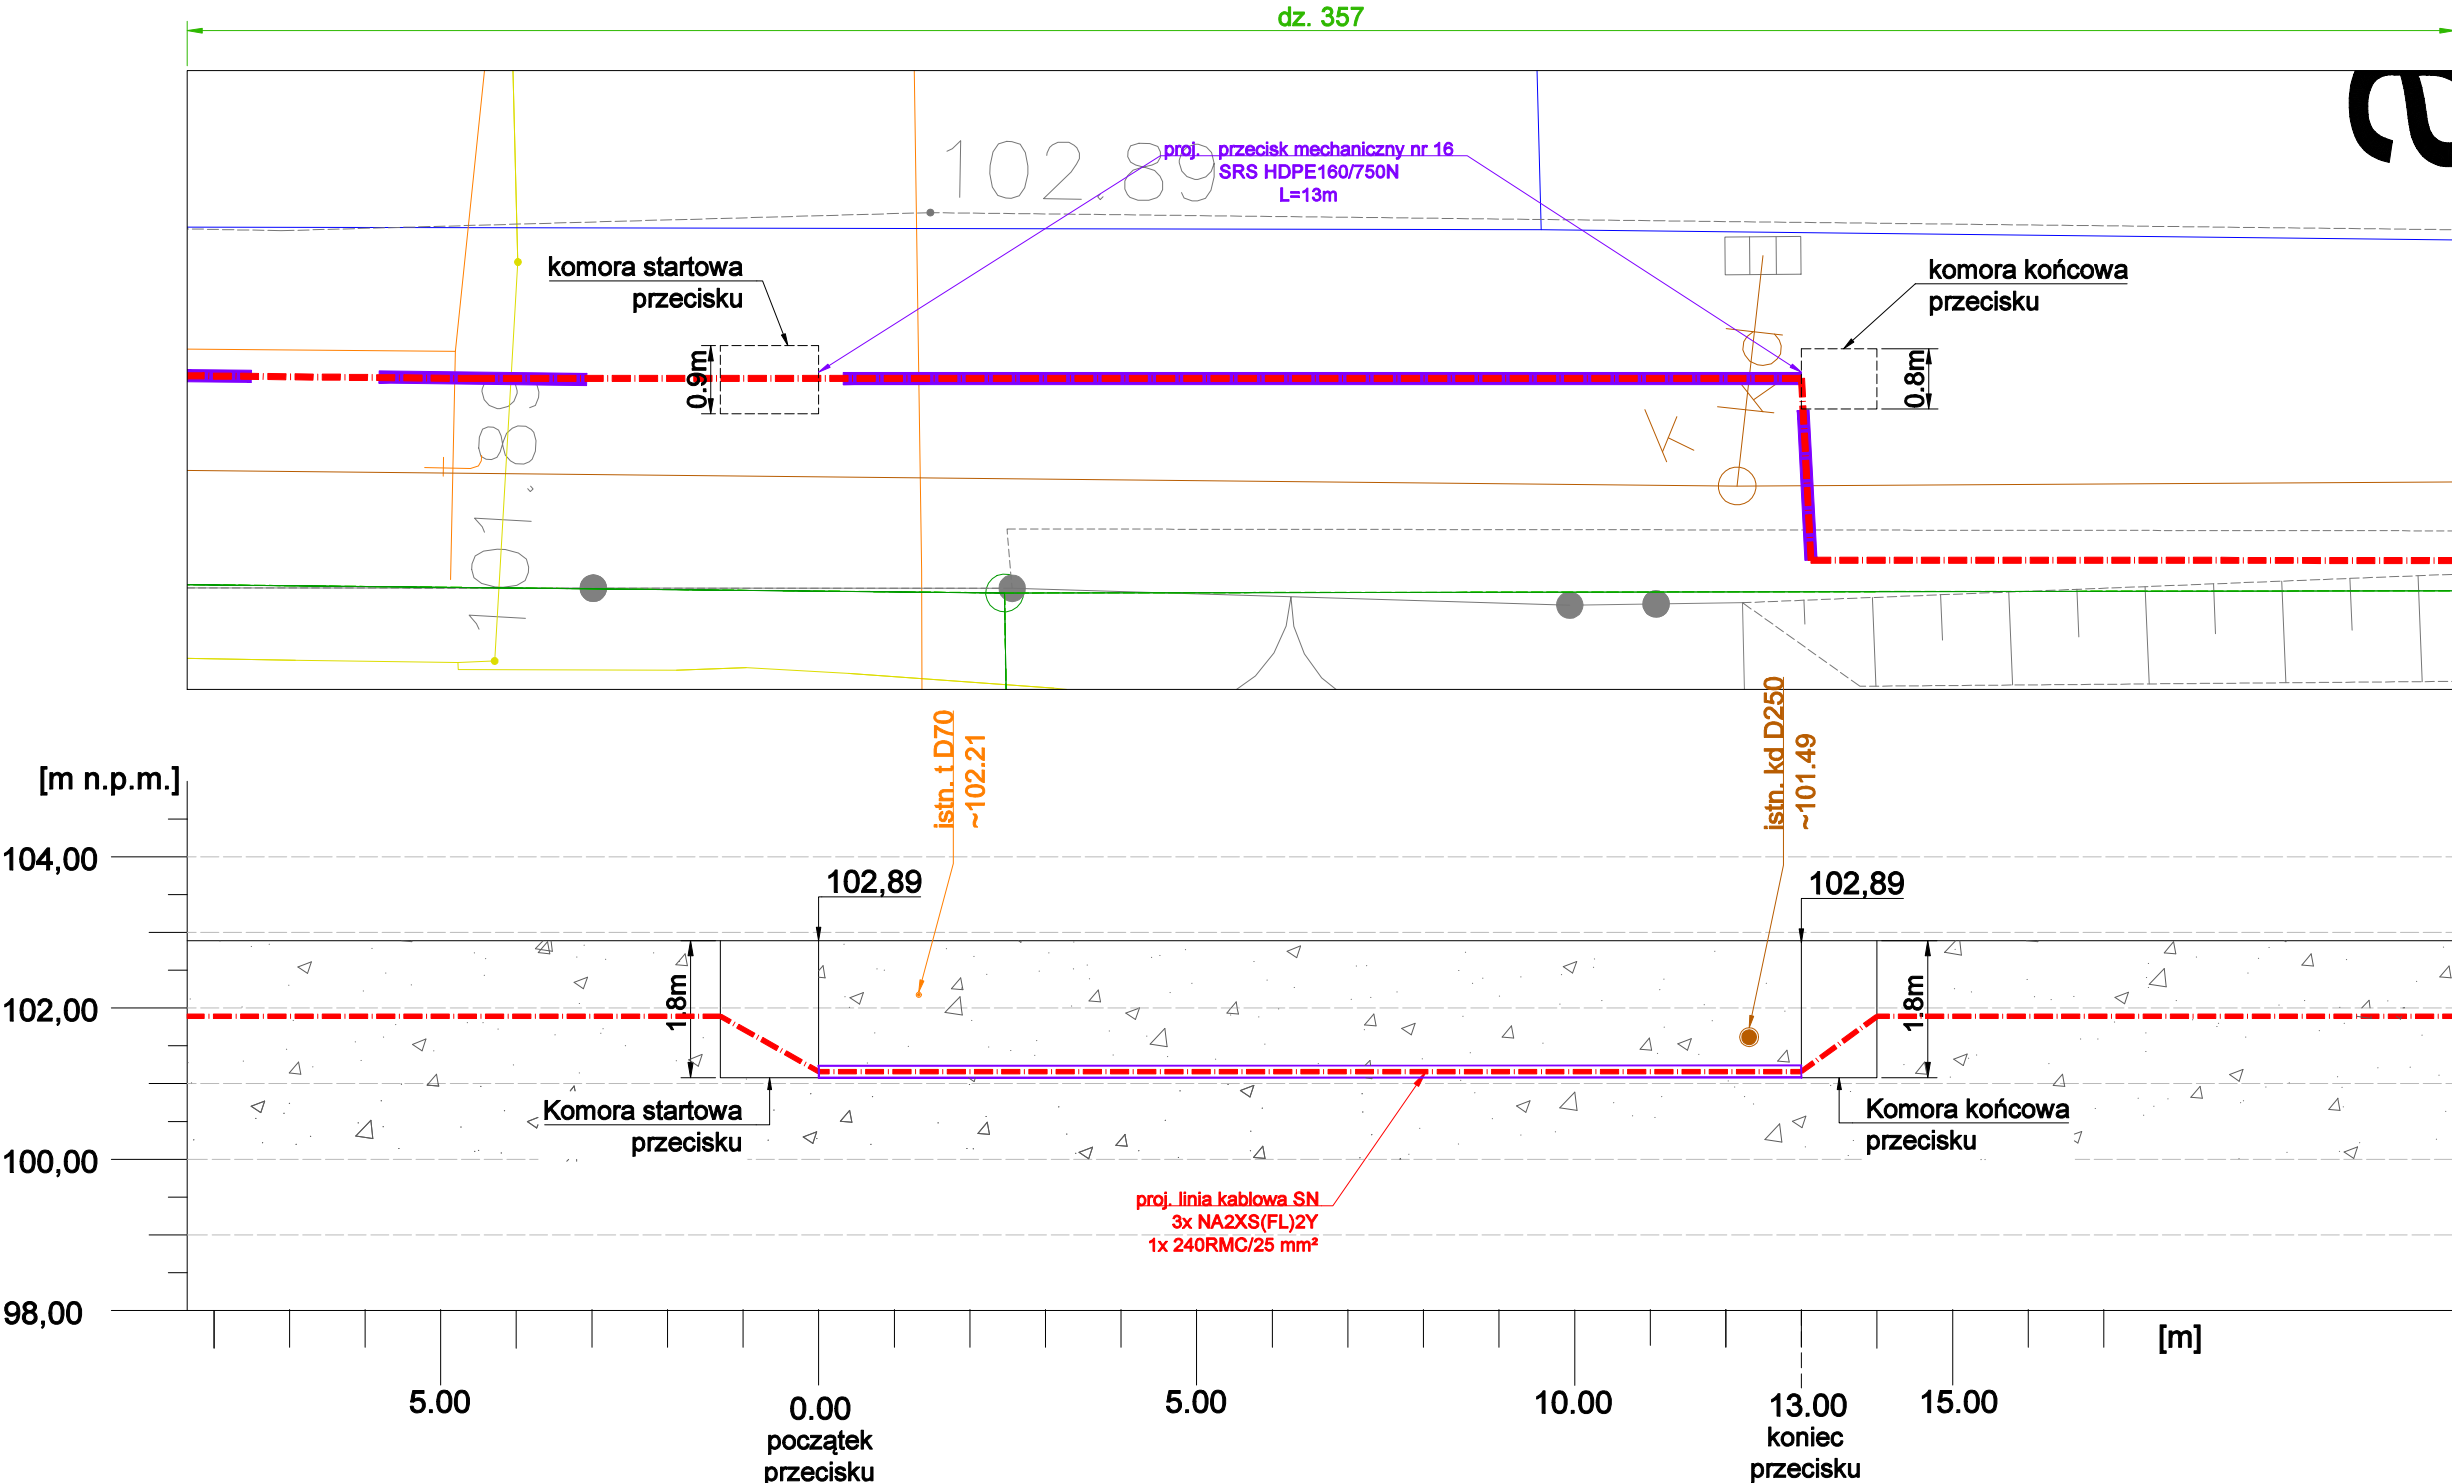 dz. 357
a
102.89
proj. przecisk mechaniczny nr 16
SRS HDPE160/750N
L=13m
komora startowa
przecisku
komora końcowa
przecisku
0.9m
0.8m
k
kd
101.89
istn. t D70
~102.21
istn. kd D250
~101.49
[m n.p.m.]
104,00
102,89
102,89
102,00
1.8m
1.8m
Komora startowa
przecisku
Komora końcowa
przecisku
100,00
proj. linia kablowa SN
3x NA2XS(FL)2Y
1x 240RMC/25 mm²
98,00
[m]
5.00
0.00
5.00
10.00
13.00
15.00
początek
przecisku
koniec
przecisku